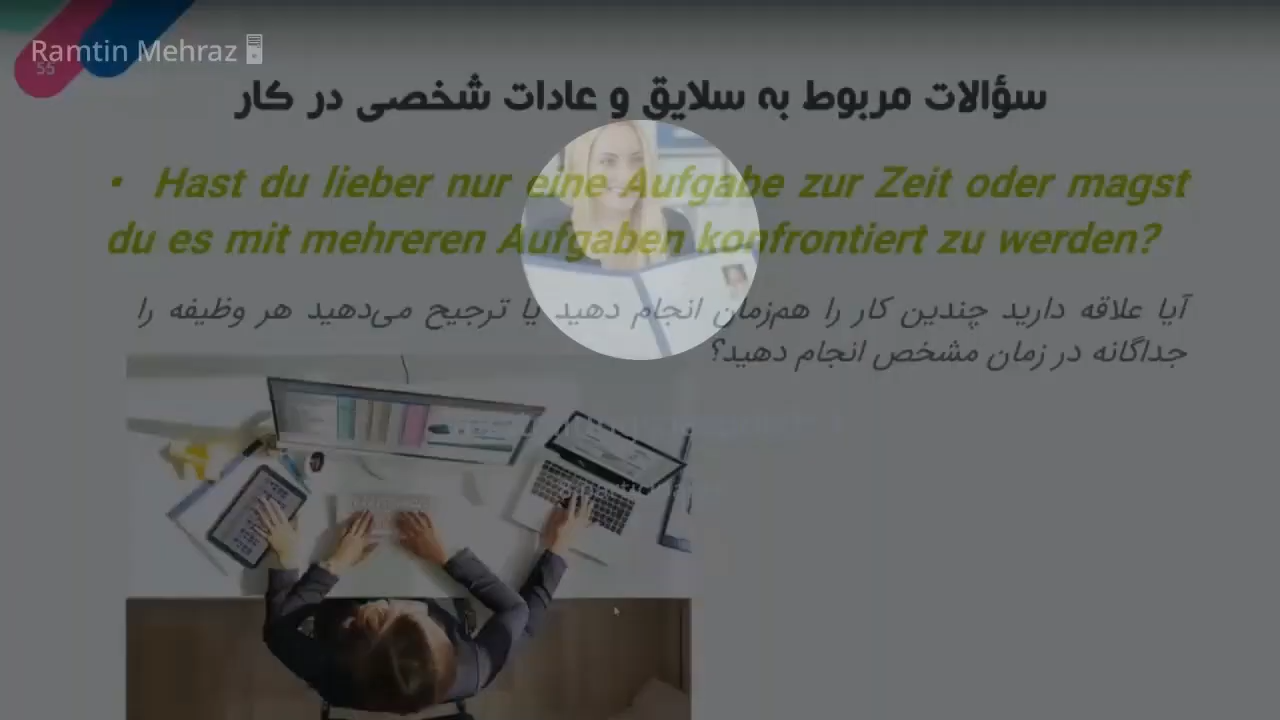 Ramtin Mehraz
55
سؤالات مربوط به سلایق و عادات شخصی در کار
• Hast du lieber nur eine Aufgabe zur Zeit oder magst
du es mit mehreren Aufgaben konfrontiert zu werden?
آیا علاقه دارید چندین کار را هم‌زمان انجام دهید یا ترجیح می‌دهید هر وظیفه را
جداگانه در زمان مشخص انجام دهید؟